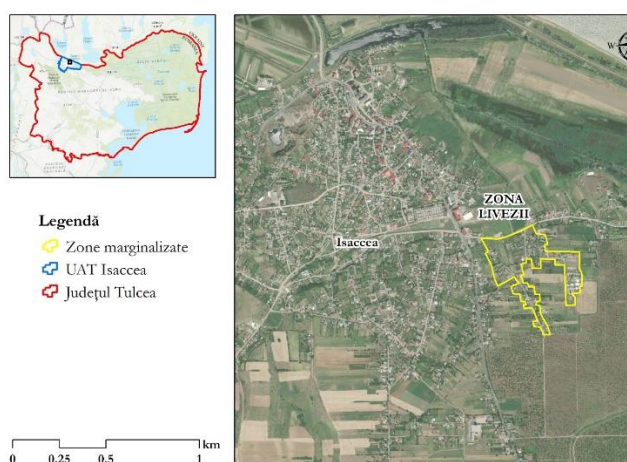 Legendă
Zone marginalizate
UAT Isaccea
Județul Tulcea
km
0 0.25 0.5 1
ZONA
LIVEZII
Isaccea